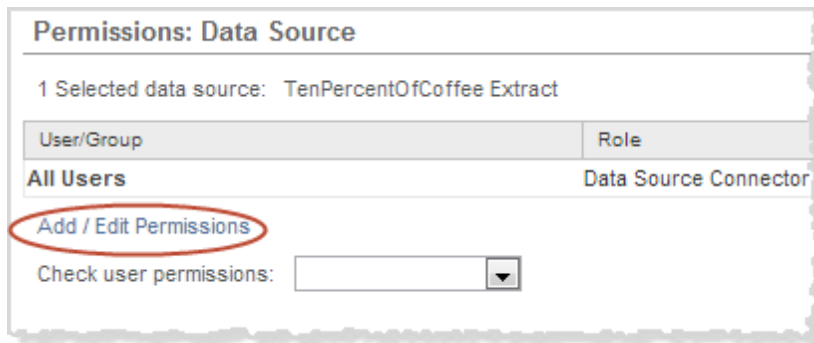 Permissions: Data Source
1 Selected data source: TenPercentOfCoffee Extract
User/Group Role
All Users Data Source Connector
Add / Edit Permissions
Check user permissions: